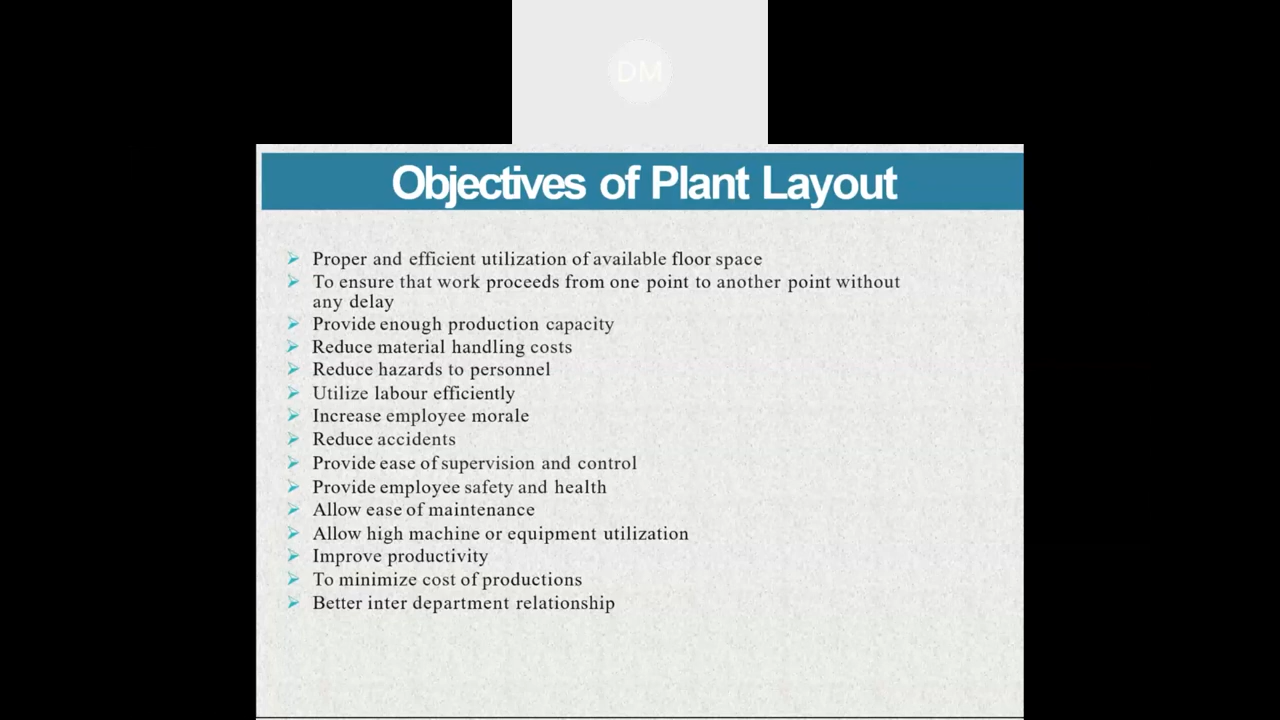 DM
Objectives of Plant Layout
Proper and efficient utilization of available floor space
To ensure that work proceeds from one point to another point without
any delay
Provide enough production capacity
Reduce material handling costs
Reduce hazards to personnel
Utilize labour efficiently
Increase employee morale
Reduce accidents
Provide ease of supervision and control
Provide employee safety and health
Allow ease of maintenance
Allow high machine or equipment utilization
Improve productivity
To minimize cost of productions
Better inter department relationship